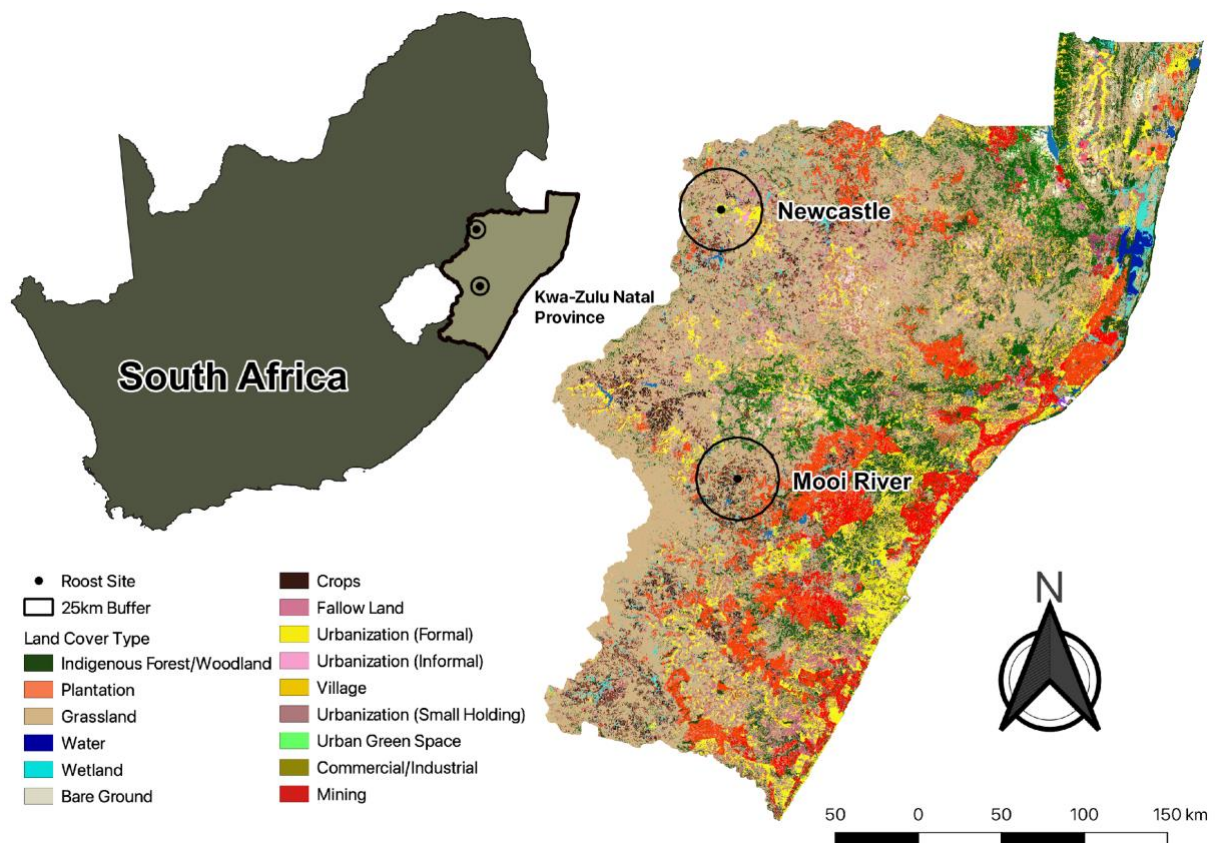 Newcastle
Kwa-Zulu Natal
Province
South Africa
Mooi River
Roost Site
25km Buffer
Land Cover Type
Indigenous Forest/Woodland
Plantation
Grassland
Water
Wetland
Bare Ground
Crops
Fallow Land
Urbanization (Formal)
Urbanization (Informal)
Village
Urbanization (Small Holding)
Urban Green Space
Commercial/Industrial
Mining
N
50 0 50 100 150 km